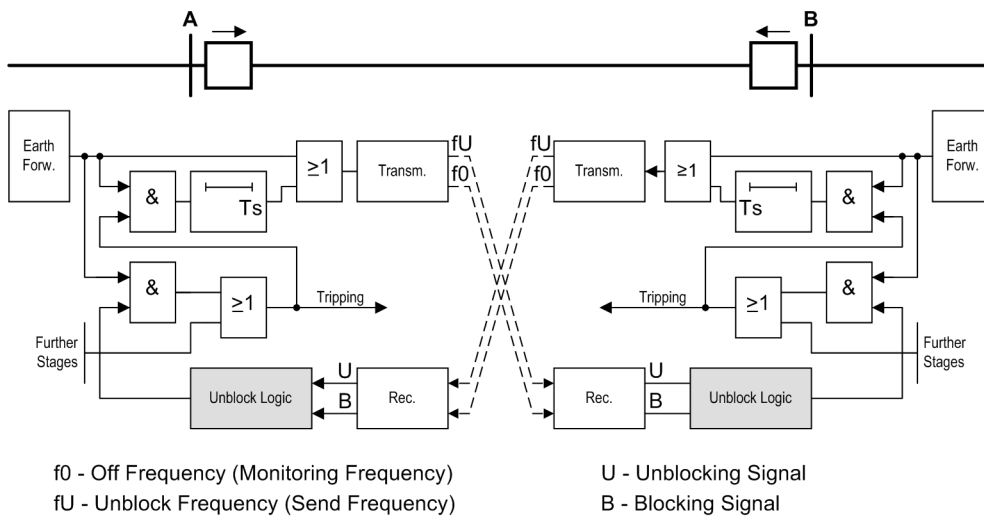 A
B
Earth
Forw.
&
Ts
≥1
Transm.
fU
f0
fU
f0
Transm.
≥1
Ts
&
Earth
Forw.
&
≥1
Tripping
Tripping
≥1
&
Further
Stages
Further
Stages
Unblock Logic
U
B
Rec.
Rec.
U
B
Unblock Logic
f0 - Off Frequency (Monitoring Frequency)
U - Unblocking Signal
fU - Unblock Frequency (Send Frequency)
B - Blocking Signal